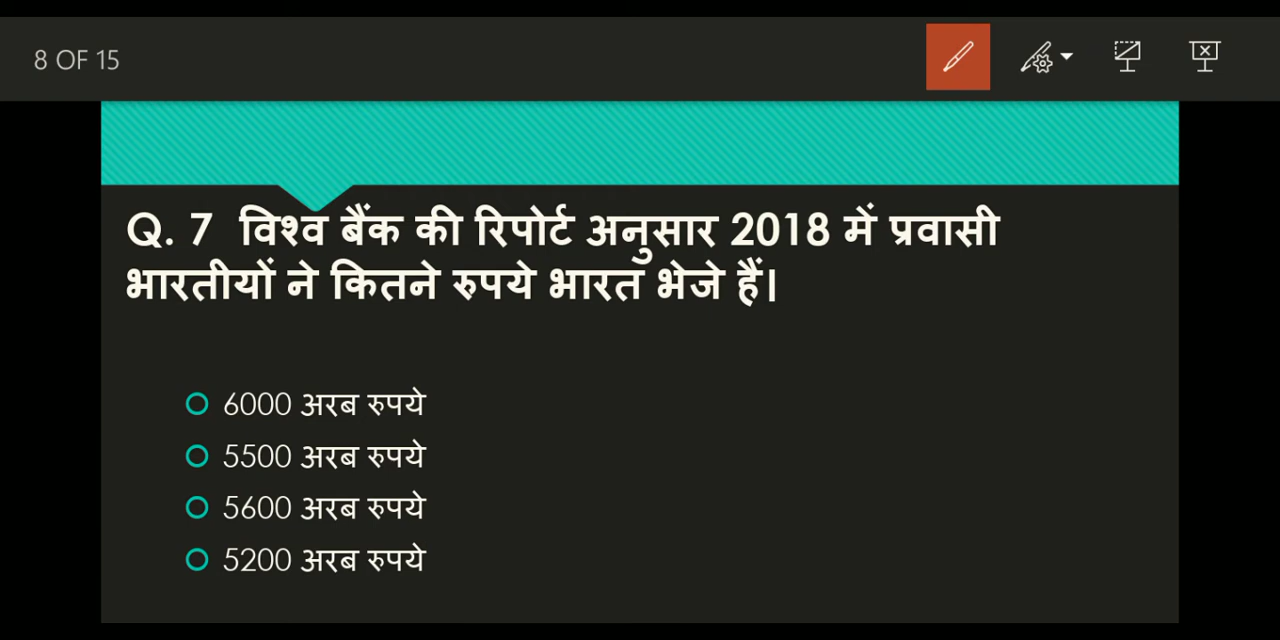 8 OF 15
Q. 7 विश्व बैंक की रिपोर्ट अनुसार 2018 में प्रवासी
भारतीयों ने कितने रुपये भारत भेजे हैं।
6000 अरब रुपये
5500 अरब रुपये
5600 अरब रुपये
5200 अरब रुपये